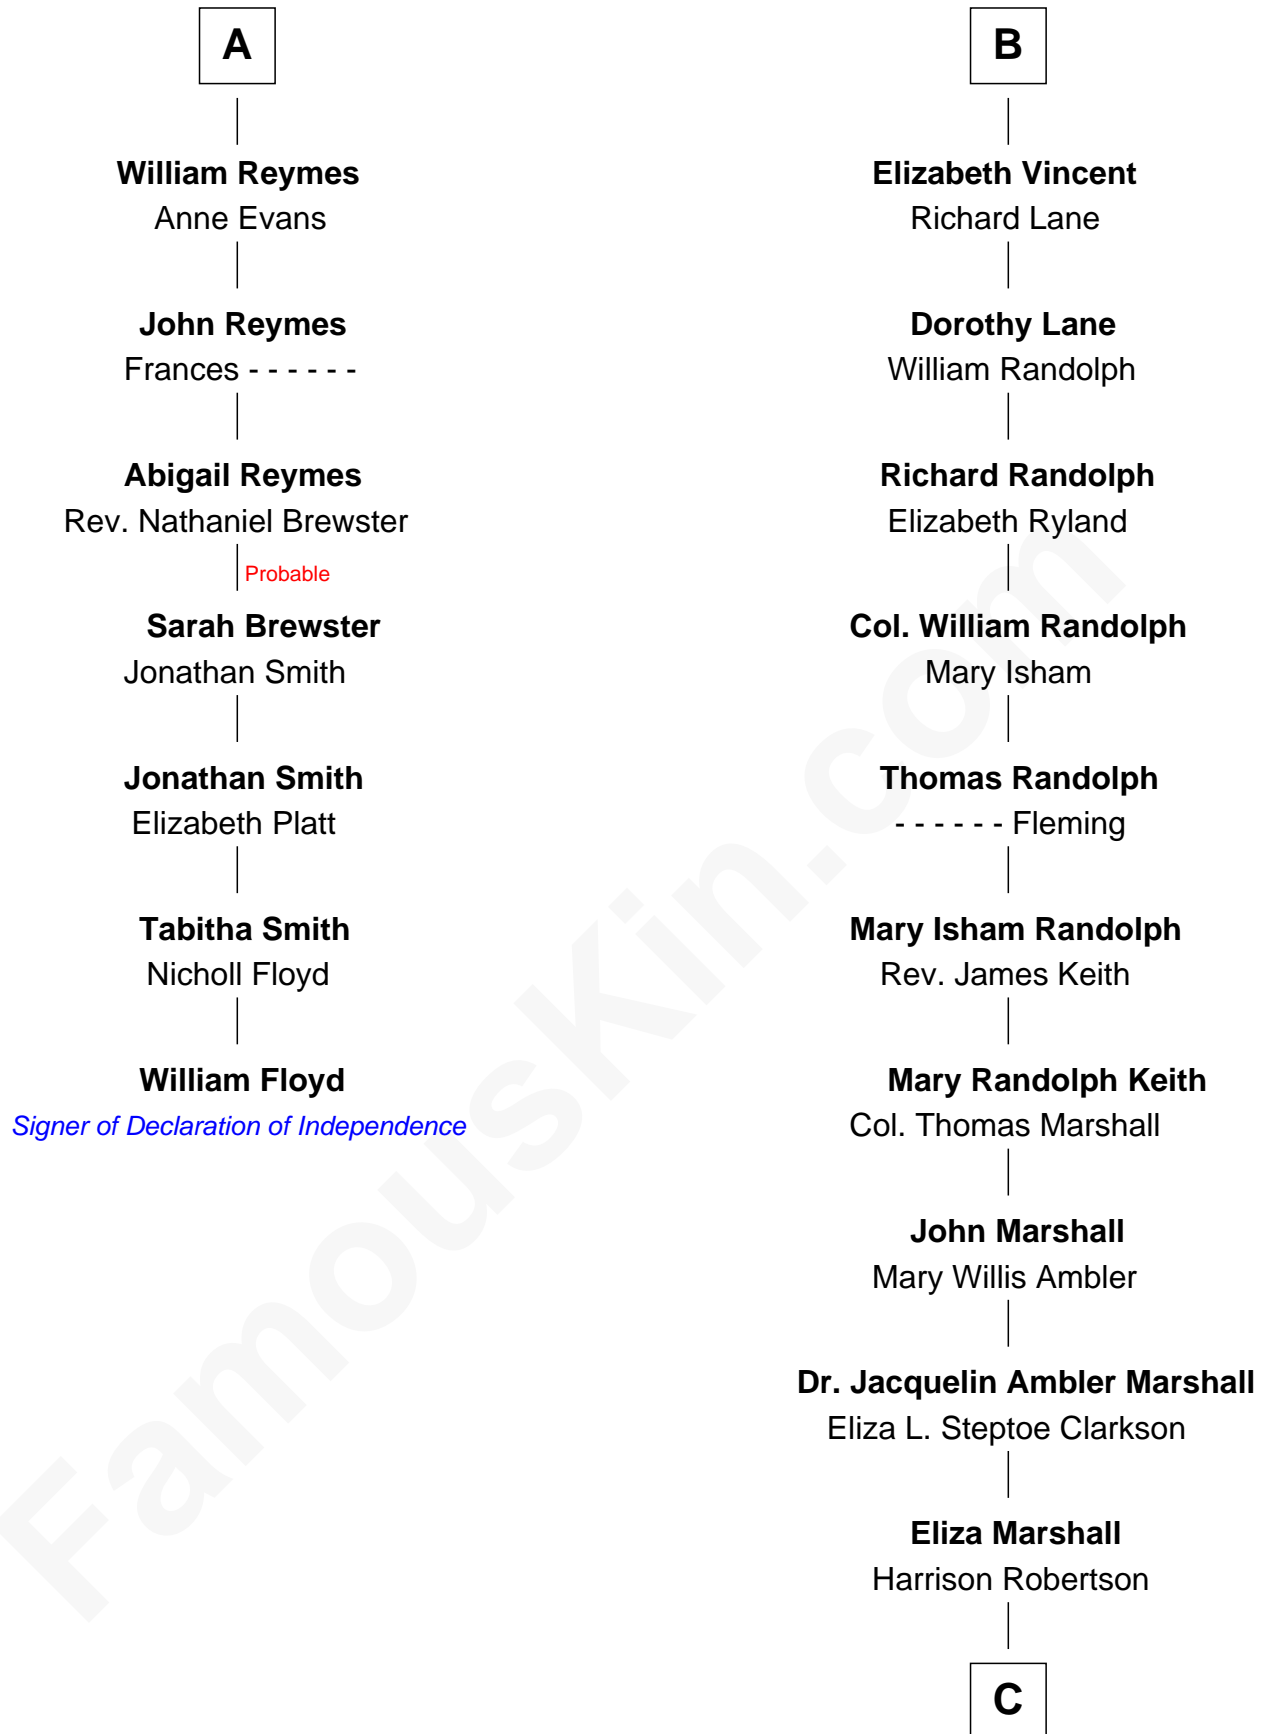 A
William Reymes
Anne Evans
John Reymes
Frances - - - - - -
Abigail Reymes
Rev. Nathaniel Brewster
Probable
Sarah Brewster
Jonathan Smith
Jonathan Smith
Elizabeth Platt
Tabitha Smith
Nicholl Floyd
William Floyd
Signer of Declaration of Independence
B
Elizabeth Vincent
Richard Lane
Dorothy Lane
William Randolph
Richard Randolph
Elizabeth Ryland
Col. William Randolph
Mary Isham
Thomas Randolph
- - - - - - Fleming
Mary Isham Randolph
Rev. James Keith
Mary Randolph Keith
Col. Thomas Marshall
John Marshall
Mary Willis Ambler
Dr. Jacquelin Ambler Marshall
Eliza L. Steptoe Clarkson
Eliza Marshall
Harrison Robertson
C
FamousKin.com